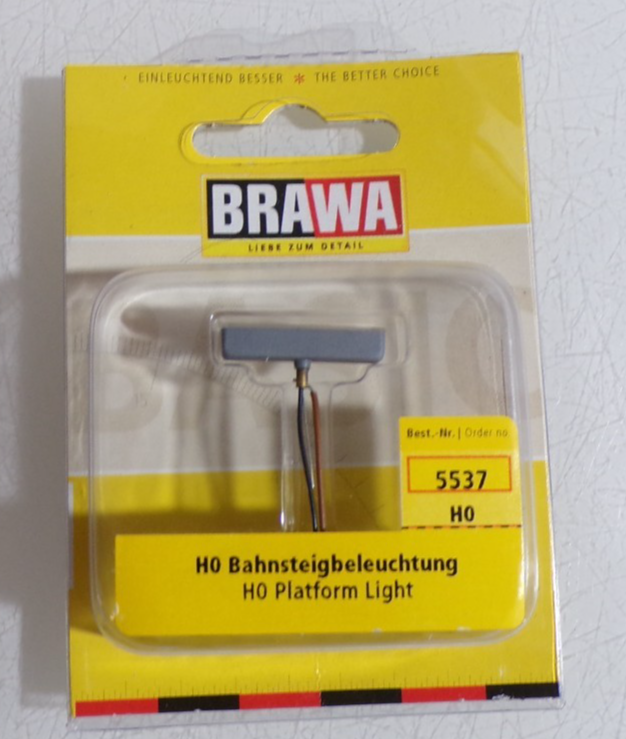 EINLEUCHTEND BESSER * THE BETTER CHOICE
BRAWA
LIEBE ZUM DETAIL
Best.-Nr. | Order no
5537
H0
H0 Bahnsteigbeleuchtung
H0 Platform Light